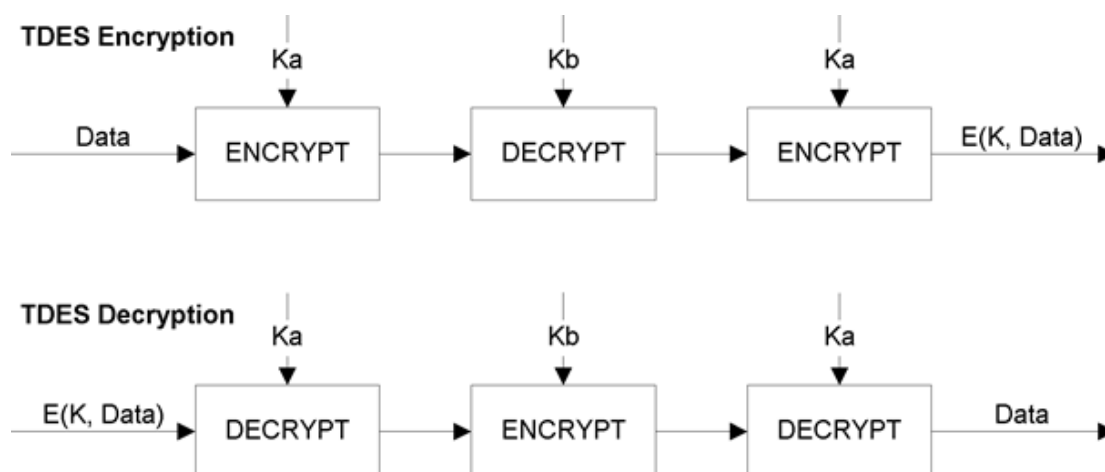 TDES Encryption
Ka
Kb
Ka
Data
ENCRYPT
DECRYPT
ENCRYPT
E(K, Data)
TDES Decryption
Ka
Kb
Ka
E(K, Data)
DECRYPT
ENCRYPT
DECRYPT
Data